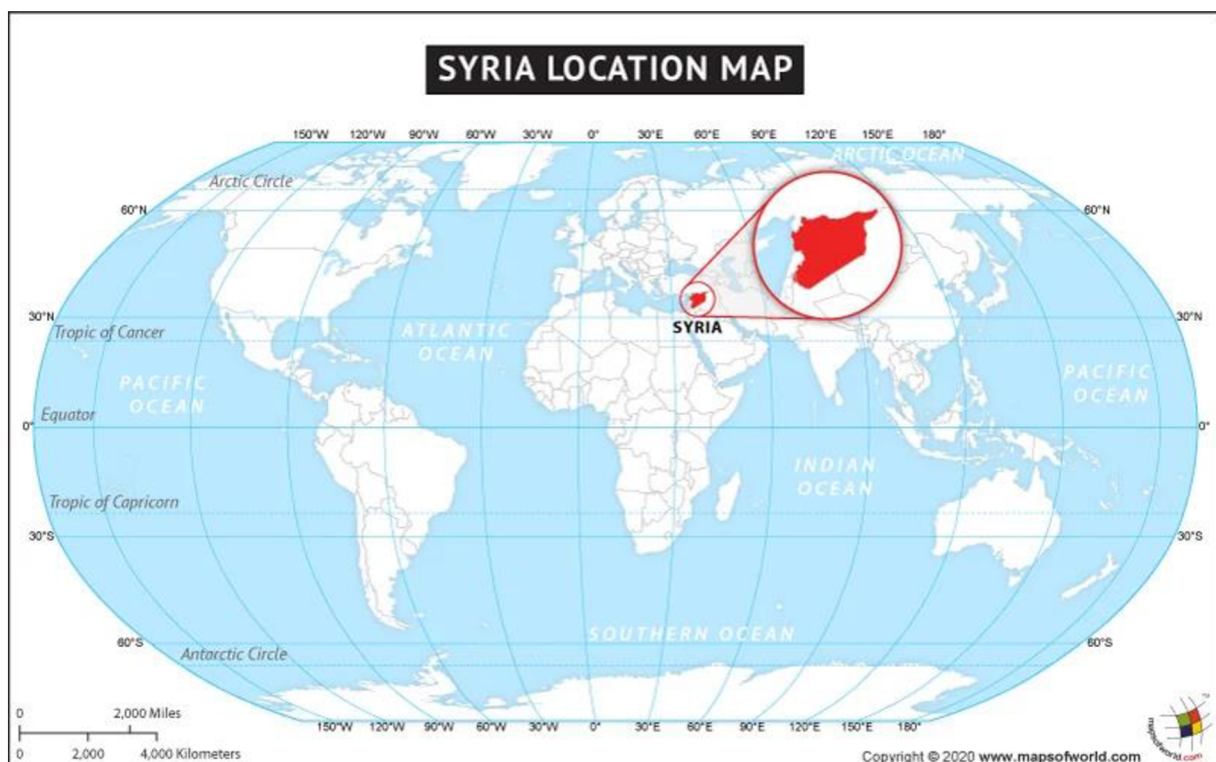 SYRIA LOCATION MAP
150°W 120°W 90°W 60°W 30°W 0° 30°E 60°E 90°E 120°E 150°E 180°
ARCTIC OCEAN
Arctic Circle
60°N 60°N
30°N 30°N
SYRIA
Tropic of Cancer
ATLANTIC
OCEAN
PACIFIC
OCEAN
PACIFIC
OCEAN
Equator
0° 0°
INDIAN
OCEAN
Tropic of Capricorn
30°S 30°S
SOUTHERN OCEAN
60°S 60°S
Antarctic Circle
150°W 120°W 90°W 60°W 30°W 0° 30°E 60°E 90°E 120°E 150°E 180°
0 2,000 Miles
0 2,000 4,000 Kilometers
mapsofworld.com
Copyright © 2020 www.mapsofworld.com